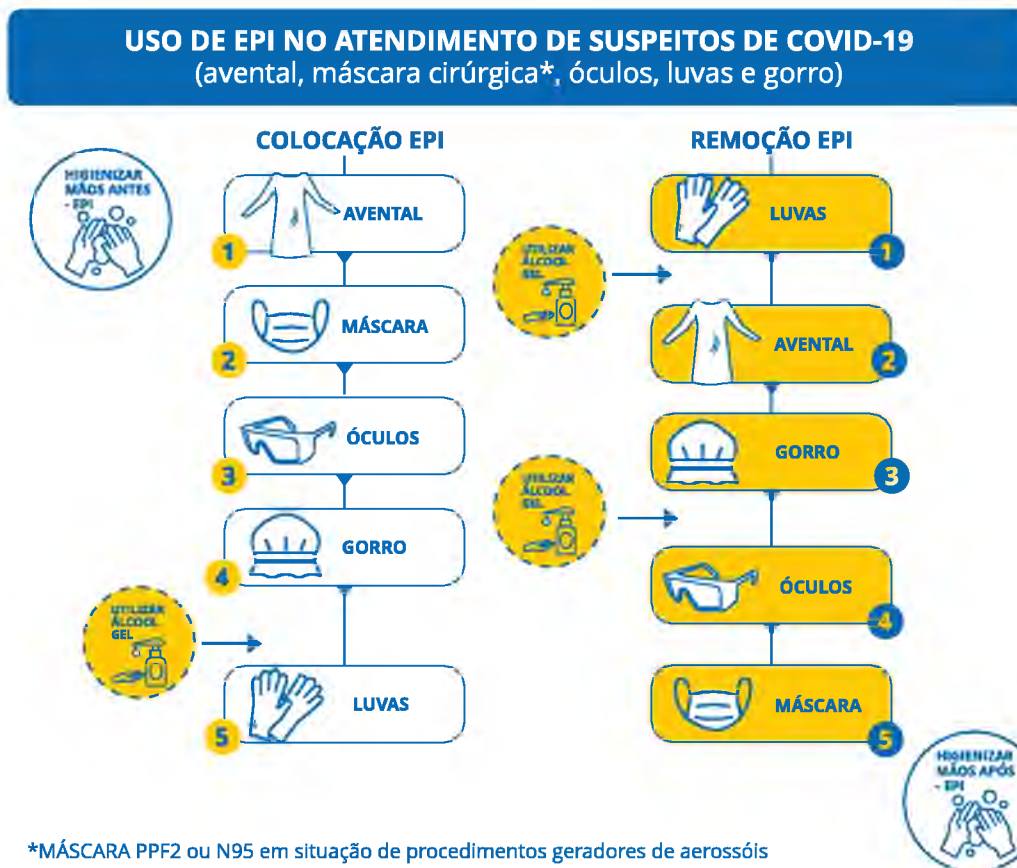 USO DE EPI NO ATENDIMENTO DE SUSPEITOS DE COVID-19
(avental, máscara cirúrgica*, óculos, luvas e gorro)
COLOCAÇÃO EPI
HIGIENIZAR
MÃOS ANTES
- EPI
AVENTAL
1
MÁSCARA
2
ÓCULOS
3
GORRO
4
UTILIZAR
ÁLCOOL
GEL
LUVAS
5
REMOÇÃO EPI
LUVAS
1
UTILIZAR
ÁLCOOL
GEL
AVENTAL
2
GORRO
3
UTILIZAR
ÁLCOOL
GEL
ÓCULOS
4
MÁSCARA
5
HIGIENIZAR
MÃOS APÓS
- EPI
*MÁSCARA PPF2 ou N95 em situação de procedimentos geradores de aerossóis